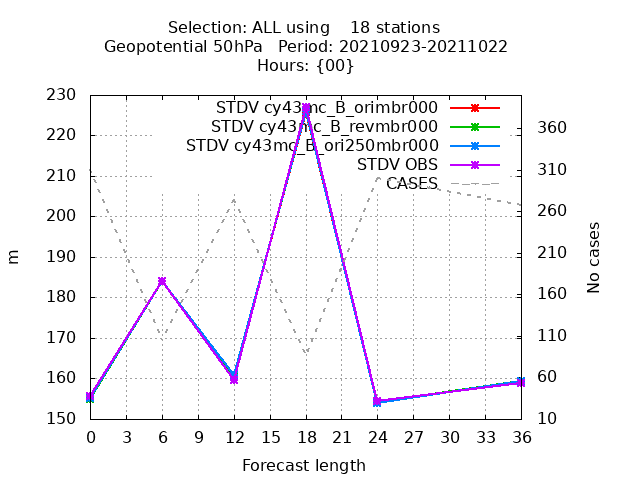 Selection: ALL using    18 stations
Geopotential 50hPa   Period: 20210923-20211022
Hours: {00}
STDV cy43mc_B_orimbr000
STDV cy43mc_B_revmbr000
STDV cy43mc_B_ori250mbr000
STDV OBS
CASES
230
220
210
200
190
180
170
160
150
m
360
310
260
210
160
110
60
10
No cases
0 3 6 9 12 15 18 21 24 27 30 33 36
Forecast length